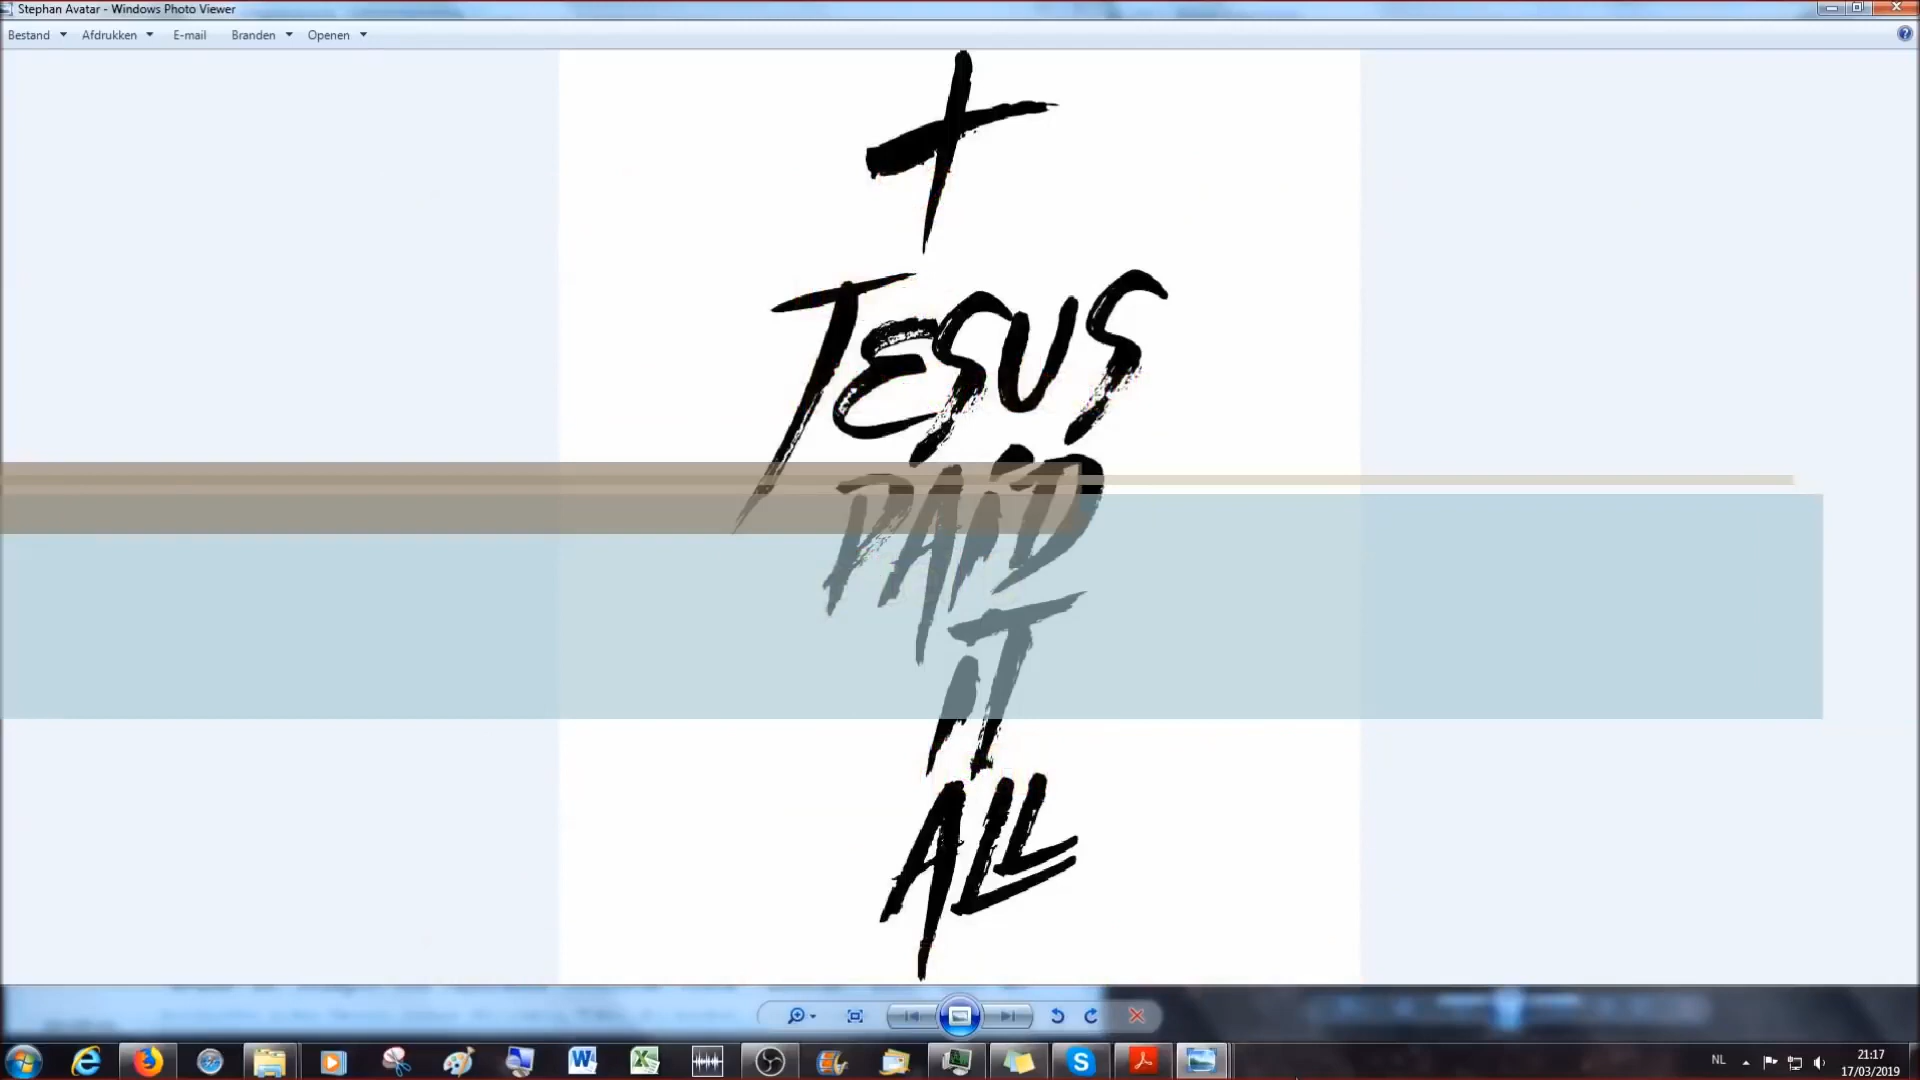 Stephan Avatar - Windows Photo Viewer
Bestand Afdrukken E-mail Branden Openen
JESUS
PAID
IT
ALL
NL
21:17
17/03/2019